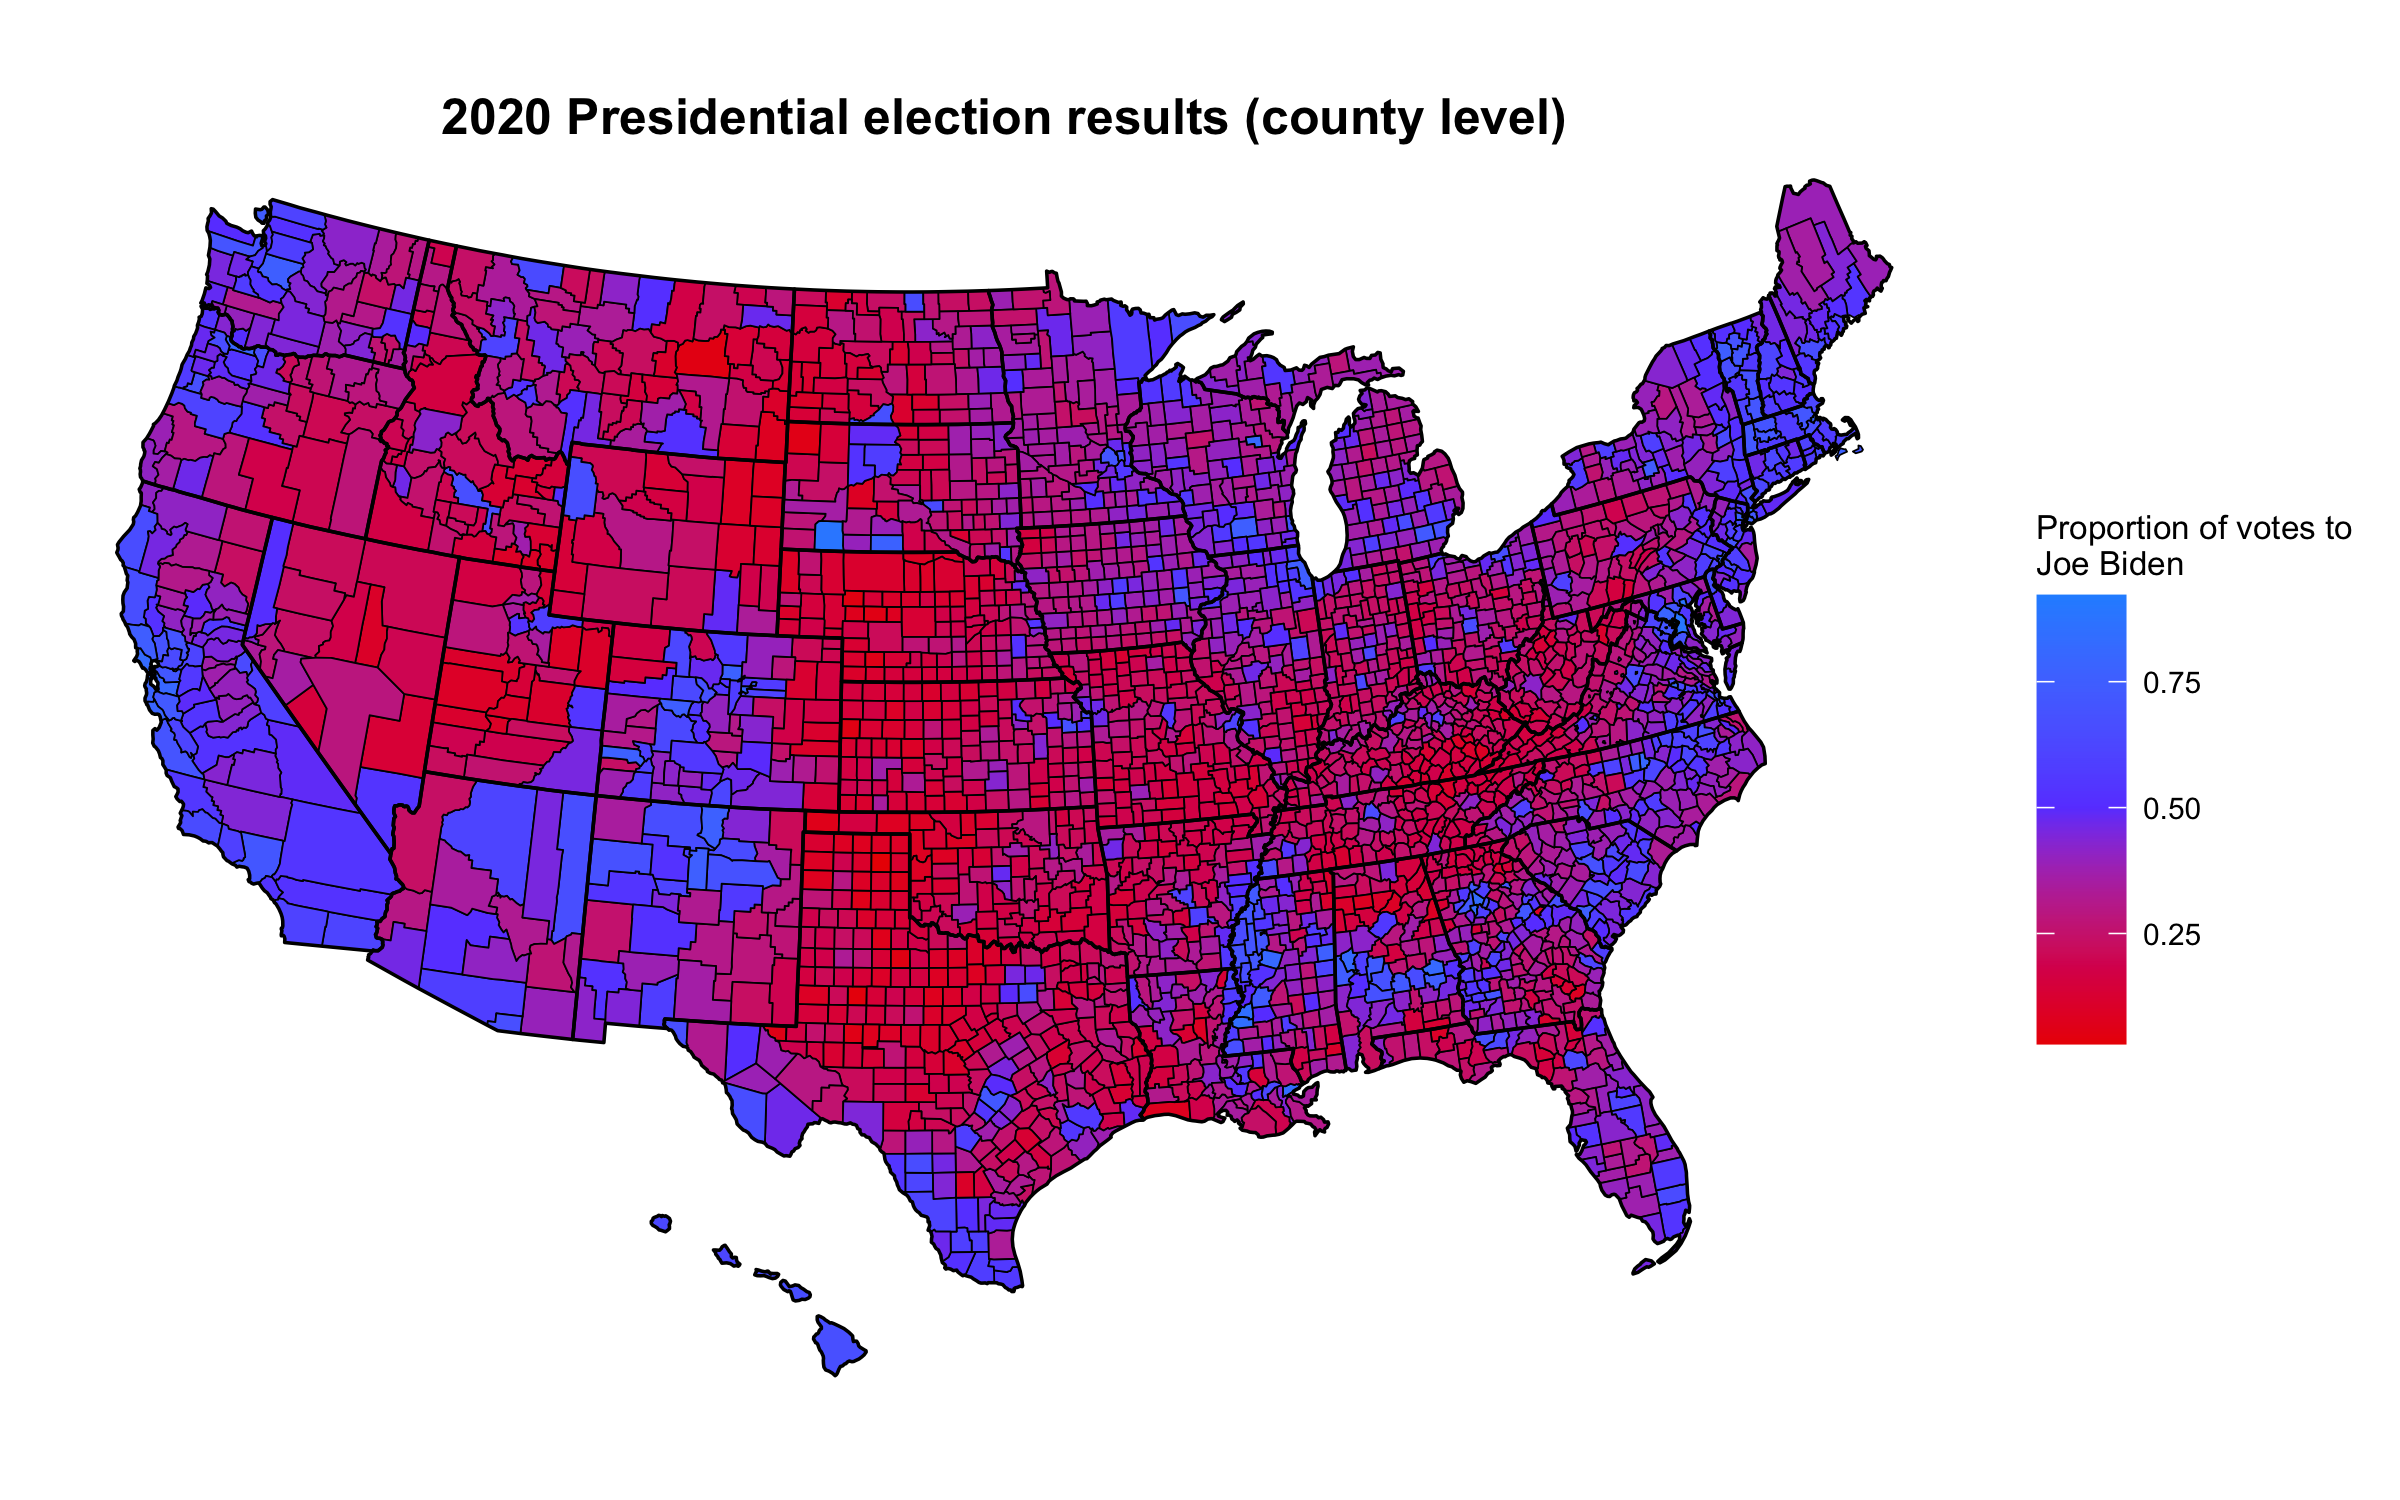 2020 Presidential election results (county level)
Proportion of votes to
Joe Biden
0.75
0.50
0.25